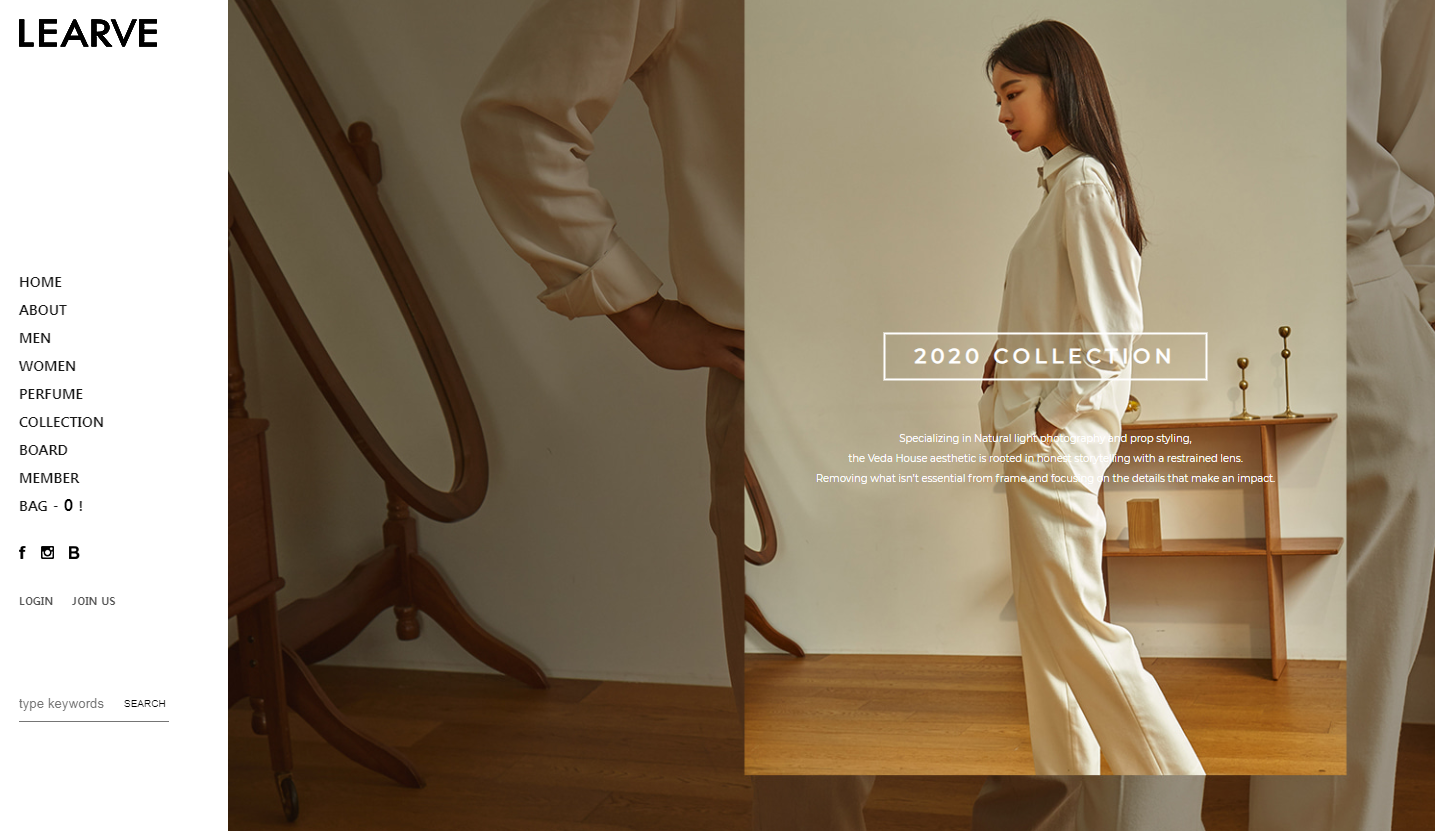 LEARVE
HOME
ABOUT
MEN
WOMEN
PERFUME
COLLECTION
BOARD
MEMBER
BAG - 0 !
f B
LOGIN JOIN US
type keywords SEARCH
2020 COLLECTION
Specializing in Natural light photography and prop styling,
the Veda House aesthetic is rooted in honest storytelling with a restrained lens.
Removing what isn't essential from frame and focusing on the details that make an impact.